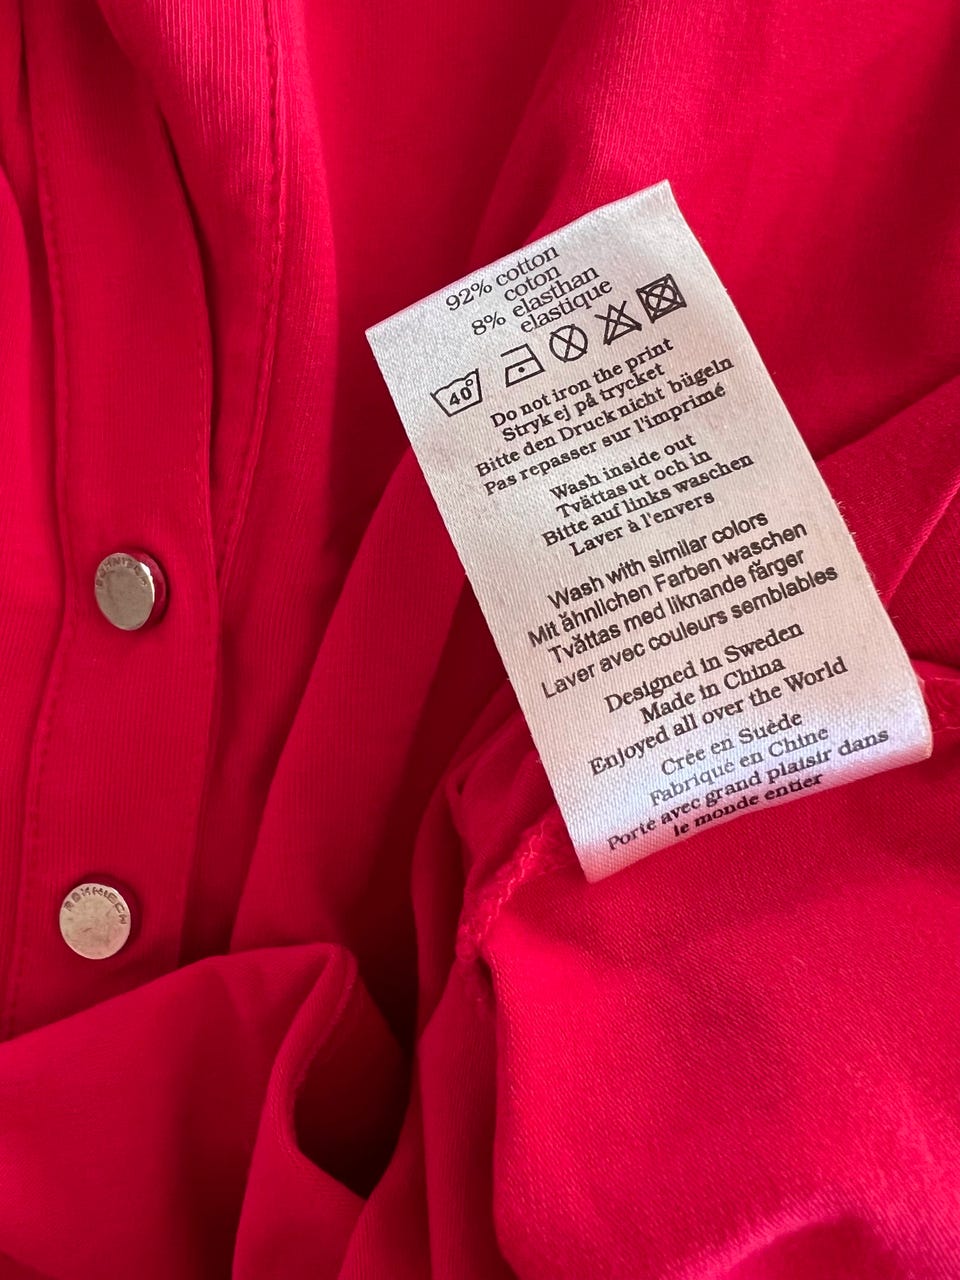 92% cotton
coton
8% elasthan
elastique
40°
Do not iron the print
Stryk ej på trycket
Bitte den Druck nicht bügeln
Pas repasser sur l'imprimé
Wash inside out
Tvättas ut och in
Bitte auf links waschen
Laver à l'envers
Wash with similar colors
Mit ähnlichen Farben waschen
Tvättas med liknande färger
Laver avec couleurs semblables
Designed in Sweden
Made in China
Enjoyed all over the World
Crée en Suède
Fabrique en Chine
Porté avec grand plaisir dans
le monde entier
RÖHNISCH
RÖHNISCH